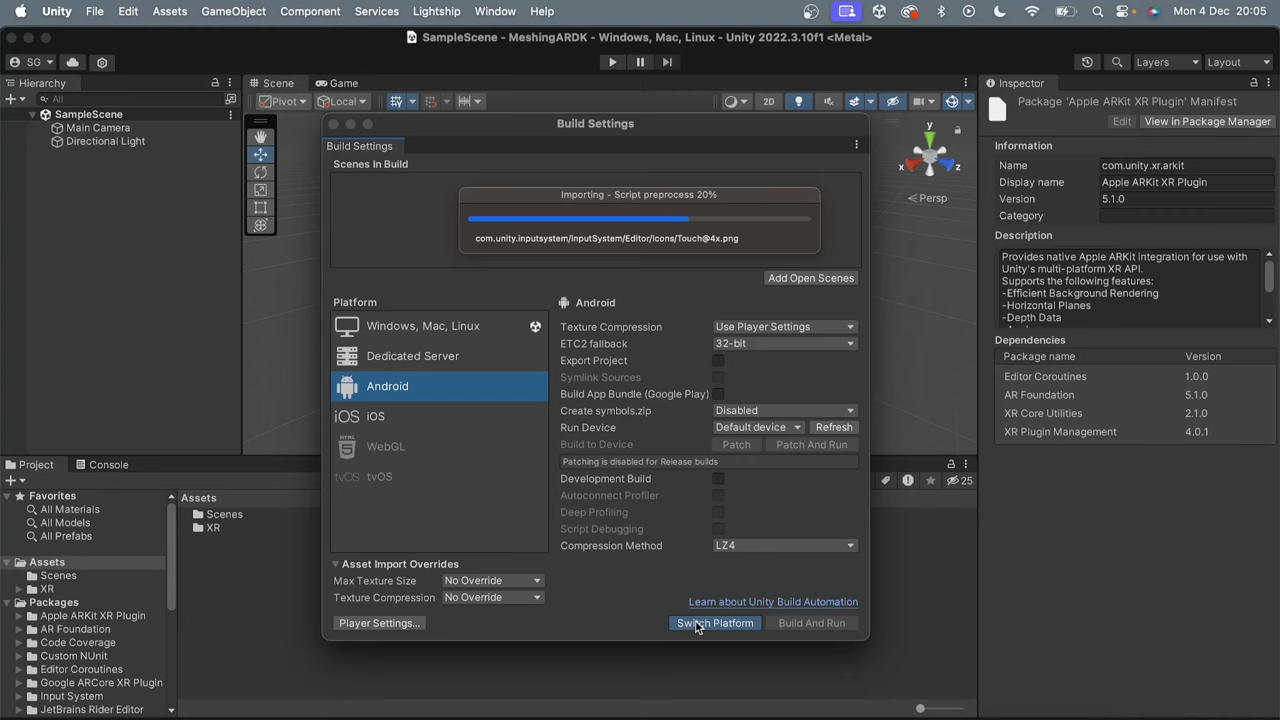 Unity File Edit Assets GameObject Component Services Lightship Window Help Mon 4 Dec 20:05
SampleScene - MeshingARDK - Windows, Mac, Linux - Unity 2022.3.10f1 <Metal>
SG Layers Layout
Hierarchy
All
SampleScene
Main Camera
Directional Light
Scene Game
Pivot Local 2D
y
x z
Persp
Build Settings
Build Settings
Scenes In Build
Importing - Script preprocess 20%
com.unity.inputsystem/InputSystem/Editor/Icons/Touch@4x.png
Add Open Scenes
Platform
Windows, Mac, Linux
Dedicated Server
Android
iOS iOS
HTML 5 WebGL
tvOS tvOS
Android
Texture Compression Use Player Settings
ETC2 fallback 32-bit
Export Project
Symlink Sources
Build App Bundle (Google Play)
Create symbols.zip Disabled
Run Device Default device Refresh
Build to Device Patch Patch And Run
Patching is disabled for Release builds
Development Build
Autoconnect Profiler
Deep Profiling
Script Debugging
Compression Method LZ4
Asset Import Overrides
Max Texture Size No Override
Texture Compression No Override
Learn about Unity Build Automation
Player Settings... Switch Platform Build And Run
Inspector
Package 'Apple ARKit XR Plugin' Manifest
Edit View in Package Manager
Information
Name com.unity.xr.arkit
Display name Apple ARKit XR Plugin
Version 5.1.0
Category
Description
Provides native Apple ARKit integration for use with
Unity's multi-platform XR API.
Supports the following features:
-Efficient Background Rendering
-Horizontal Planes
-Depth Data
Dependencies
Package name Version
Editor Coroutines 1.0.0
AR Foundation 5.1.0
XR Core Utilities 2.1.0
XR Plugin Management 4.0.1
Project Console
25
Favorites
All Materials
All Models
All Prefabs
Assets
Scenes
XR
Packages
Apple ARKit XR Plugin
AR Foundation
Code Coverage
Custom NUnit
Editor Coroutines
Google ARCore XR Plugin
Input System
JetBrains Rider Editor
Assets
Scenes
XR